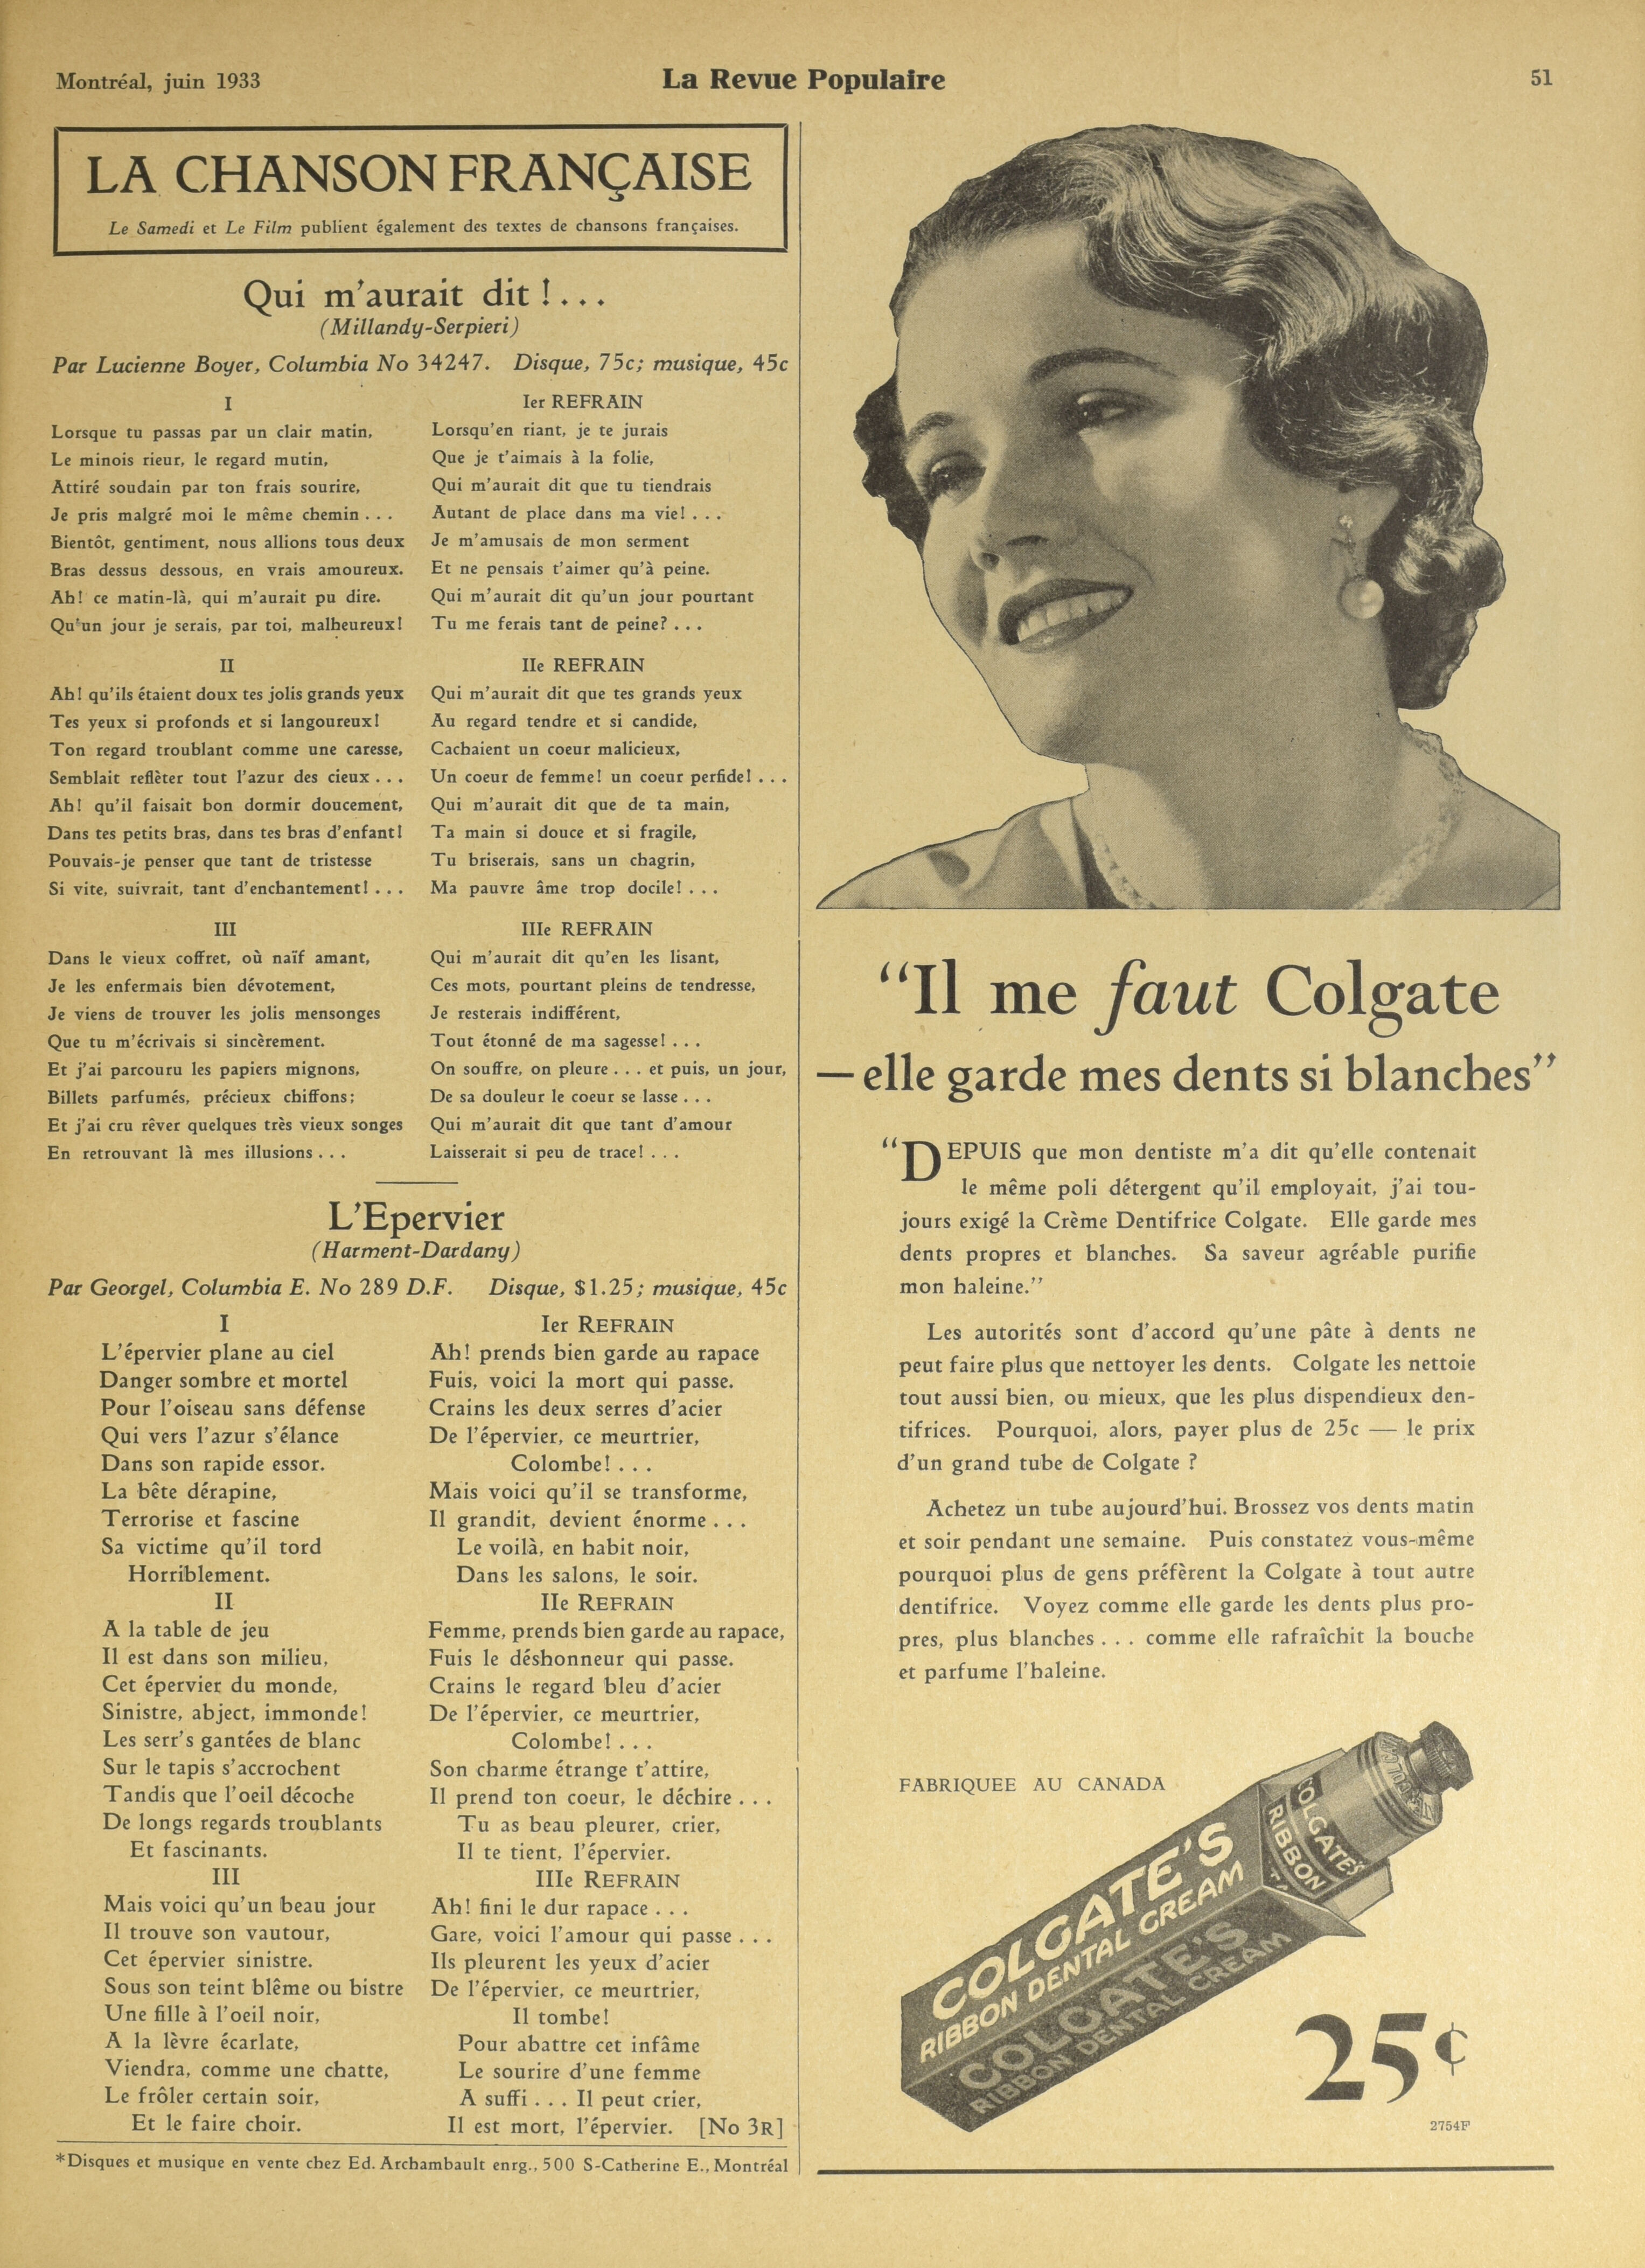 Montréal, juin 1933
La Revue Populaire
51
LA CHANSON FRANÇAISE
Le Samedi et Le Film publient également des textes de chansons françaises.
Qui m'aurait dit !...
(Millandy-Serpieri)
Par Lucienne Boyer, Columbia No 34247. Disque, 75c; musique, 45c
I
Lorsque tu passas par un clair matin,
Le minois rieur, le regard mutin,
Attiré soudain par ton frais sourire,
Je pris malgré moi le même chemin...
Bientôt, gentiment, nous allions tous deux
Bras dessus dessous, en vrais amoureux.
Ah! ce matin-là, qui m'aurait pu dire.
Qu'un jour je serais, par toi, malheureux!
Ier REFRAIN
Lorsqu'en riant, je te jurais
Que je t'aimais à la folie,
Qui m'aurait dit que tu tiendrais
Autant de place dans ma vie!...
Je m'amusais de mon serment
Et ne pensais t'aimer qu'à peine.
Qui m'aurait dit qu'un jour pourtant
Tu me ferais tant de peine?...
II
Ah! qu'ils étaient doux tes jolis grands yeux
Tes yeux si profonds et si langoureux!
Ton regard troublant comme une caresse,
Semblait reflèter tout l'azur des cieux...
Ah! qu'il faisait bon dormir doucement,
Dans tes petits bras, dans tes bras d'enfant!
Pouvais-je penser que tant de tristesse
Si vite, suivrait, tant d'enchantement!...
IIe REFRAIN
Qui m'aurait dit que tes grands yeux
Au regard tendre et si candide,
Cachaient un coeur malicieux,
Un coeur de femme! un coeur perfide!...
Qui m'aurait dit que de ta main,
Ta main si douce et si fragile,
Tu briserais, sans un chagrin,
Ma pauvre âme trop docile!...
III
Dans le vieux coffret, où naïf amant,
Je les enfermais bien dévotement,
Je viens de trouver les jolis mensonges
Que tu m'écrivais si sincèrement.
Et j'ai parcouru les papiers mignons,
Billets parfumés, précieux chiffons;
Et j'ai cru rêver quelques très vieux songes
En retrouvant là mes illusions...
IIIe REFRAIN
Qui m'aurait dit qu'en les lisant,
Ces mots, pourtant pleins de tendresse,
Je resterais indifférent,
Tout étonné de ma sagesse!...
On souffre, on pleure... et puis, un jour,
De sa douleur le coeur se lasse...
Qui m'aurait dit que tant d'amour
Laisserait si peu de trace!...
L'Epervier
(Harment-Dardany)
Par Georgel, Columbia E. No 289 D.F. Disque, $1.25; musique, 45c
I
L'épervier plane au ciel
Danger sombre et mortel
Pour l'oiseau sans défense
Qui vers l'azur s'élance
Dans son rapide essor.
La bête dérapine,
Terrorise et fascine
Sa victime qu'il tord
Horriblement.
Ier REFRAIN
Ah! prends bien garde au rapace
Fuis, voici la mort qui passe.
Crains les deux serres d'acier
De l'épervier, ce meurtrier,
Colombe!...
Mais voici qu'il se transforme,
Il grandit, devient énorme...
Le voilà, en habit noir,
Dans les salons, le soir.
II
A la table de jeu
Il est dans son milieu,
Cet épervier du monde,
Sinistre, abject, immonde!
Les serr's gantées de blanc
Sur le tapis s'accrochent
Tandis que l'oeil décoche
De longs regards troublants
Et fascinants.
IIe REFRAIN
Femme, prends bien garde au rapace,
Fuis le déshonneur qui passe.
Crains le regard bleu d'acier
De l'épervier, ce meurtrier,
Colombe!...
Son charme étrange t'attire,
Il prend ton coeur, le déchire...
Tu as beau pleurer, crier,
Il te tient, l'épervier.
III
Mais voici qu'un beau jour
Il trouve son vautour,
Cet épervier sinistre.
Sous son teint blême ou bistre
Une fille à l'oeil noir,
A la lèvre écarlate,
Viendra, comme une chatte,
Le frôler certain soir,
Et le faire choir.
IIIe REFRAIN
Ah! fini le dur rapace...
Gare, voici l'amour qui passe...
Ils pleurent les yeux d'acier
De l'épervier, ce meurtrier,
Il tombe!
Pour abattre cet infâme
Le sourire d'une femme
A suffi... Il peut crier,
Il est mort, l'épervier. [No 3R]
*Disques et musique en vente chez Ed. Archambault enrg., 500 S-Catherine E., Montréal
“Il me faut Colgate
—elle garde mes dents si blanches”
“DEPUIS que mon dentiste m'a dit qu'elle contenait
le même poli détergent qu'il employait, j'ai tou-
jours exigé la Crème Dentifrice Colgate. Elle garde mes
dents propres et blanches. Sa saveur agréable purifie
mon haleine.”
Les autorités sont d'accord qu'une pâte à dents ne
peut faire plus que nettoyer les dents. Colgate les nettoie
tout aussi bien, ou mieux, que les plus dispendieux den-
tifrices. Pourquoi, alors, payer plus de 25c — le prix
d'un grand tube de Colgate ?
Achetez un tube aujourd'hui. Brossez vos dents matin
et soir pendant une semaine. Puis constatez vous-même
pourquoi plus de gens préfèrent la Colgate à tout autre
dentifrice. Voyez comme elle garde les dents plus pro-
pres, plus blanches... comme elle rafraîchit la bouche
et parfume l'haleine.
FABRIQUEE AU CANADA
COLGATE'S
RIBBON
COLGATE'S
RIBBON DENTAL CREAM
COLGATE'S
RIBBON DENTAL CREAM
25¢
2754F